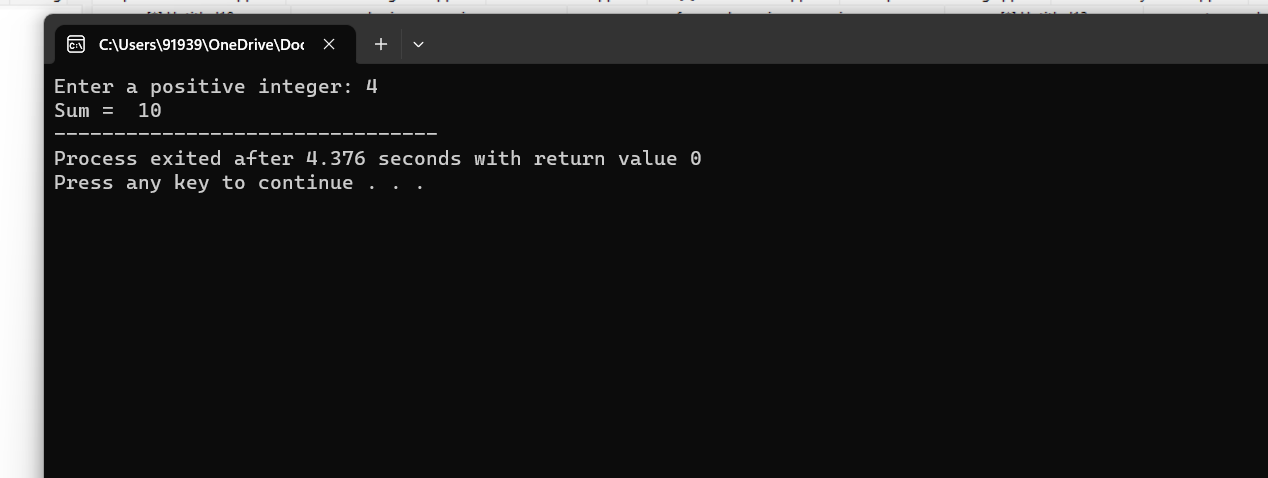 C:\Users\91939\OneDrive\Doc
Enter a positive integer: 4
Sum =  10
--------------------------------
Process exited after 4.376 seconds with return value 0
Press any key to continue . . .